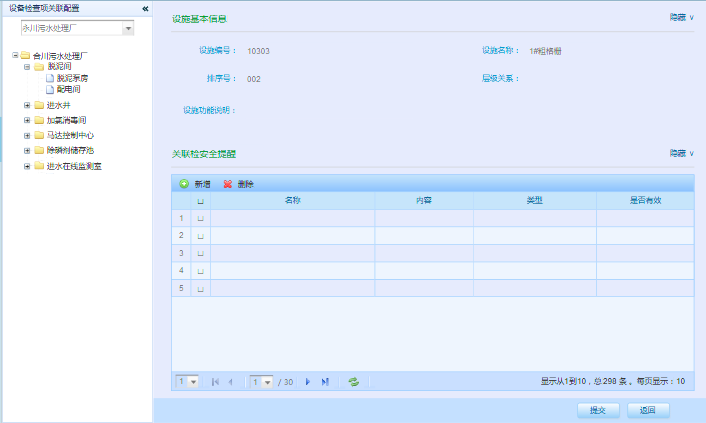 设备检查项关联配置
永川污水处理厂
合川污水处理厂
脱泥间
脱泥泵房
配电间
进水井
加氯消毒间
马达控制中心
除磷剂储存池
进水在线监测室
设施基本信息 隐藏
设施编号： 10303 设施名称： 1#粗格栅
排序号： 002 层级关系：
设施功能说明：
关联检安全提醒 隐藏
新增 删除
名称 内容 类型 是否有效
1
2
3
4
5
1 1 / 30 显示从1到10，总 298 条 。每页显示：10
提交 返回